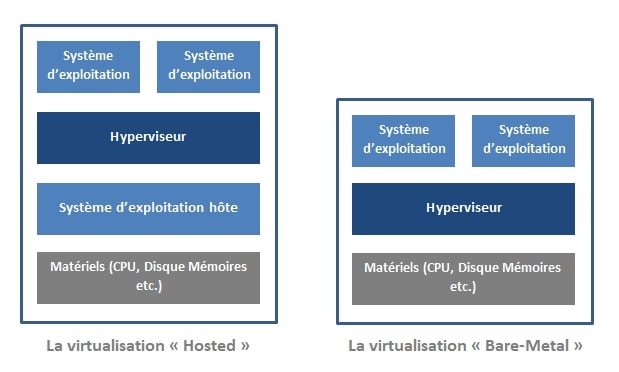 Système
d'exploitation
Système
d'exploitation
Hyperviseur
Système d'exploitation hôte
Matériels (CPU, Disque Mémoires
etc.)
La virtualisation « Hosted »
Système
d'exploitation
Système
d'exploitation
Hyperviseur
Matériels (CPU, Disque Mémoires
etc.)
La virtualisation « Bare-Metal »